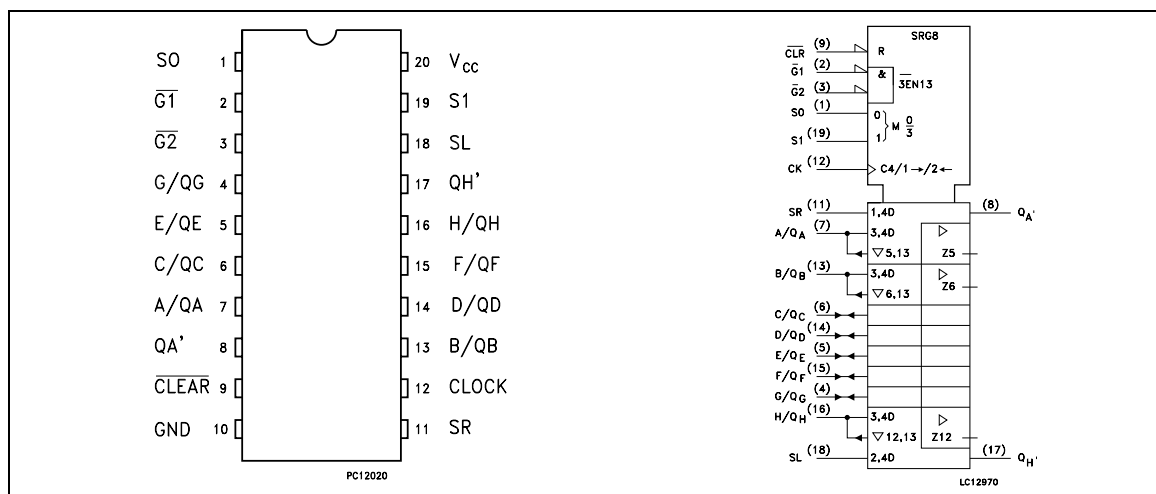 S0 1
G1 2
G2 3
G/QG 4
E/QE 5
C/QC 6
A/QA 7
QA' 8
CLEAR 9
GND 10
20 VCC
19 S1
18 SL
17 QH'
16 H/QH
15 F/QF
14 D/QD
13 B/QB
12 CLOCK
11 SR
PC12020
SRG8
CLR (9) R
G1 (2) &
3EN13
G2 (3)
S0 (1) 0
M 0/3
S1 (19) 1
CK (12) C4/1→/2←
SR (11) 1,4D (8) QA'
A/QA (7) 3,4D
▽5,13 Z5
B/QB (13) 3,4D
▽6,13 Z6
C/QC (6)
D/QD (14)
E/QE (5)
F/QF (15)
G/QG (4)
H/QH (16) 3,4D
▽12,13 Z12
SL (18) 2,4D (17) QH'
LC12970